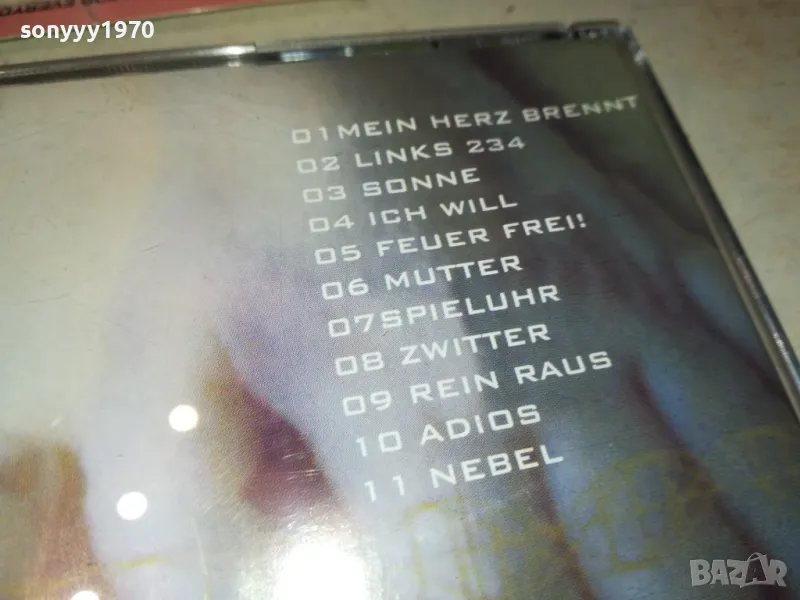 sonyyy1970
01MEIN HERZ BRENNT
02 LINKS 234
03 SONNE
04 ICH WILL
05 FEUER FREI!
06 MUTTER
07SPIELUHR
08 ZWITTER
09 REIN RAUS
10 ADIOS
11 NEBEL
BAZAR